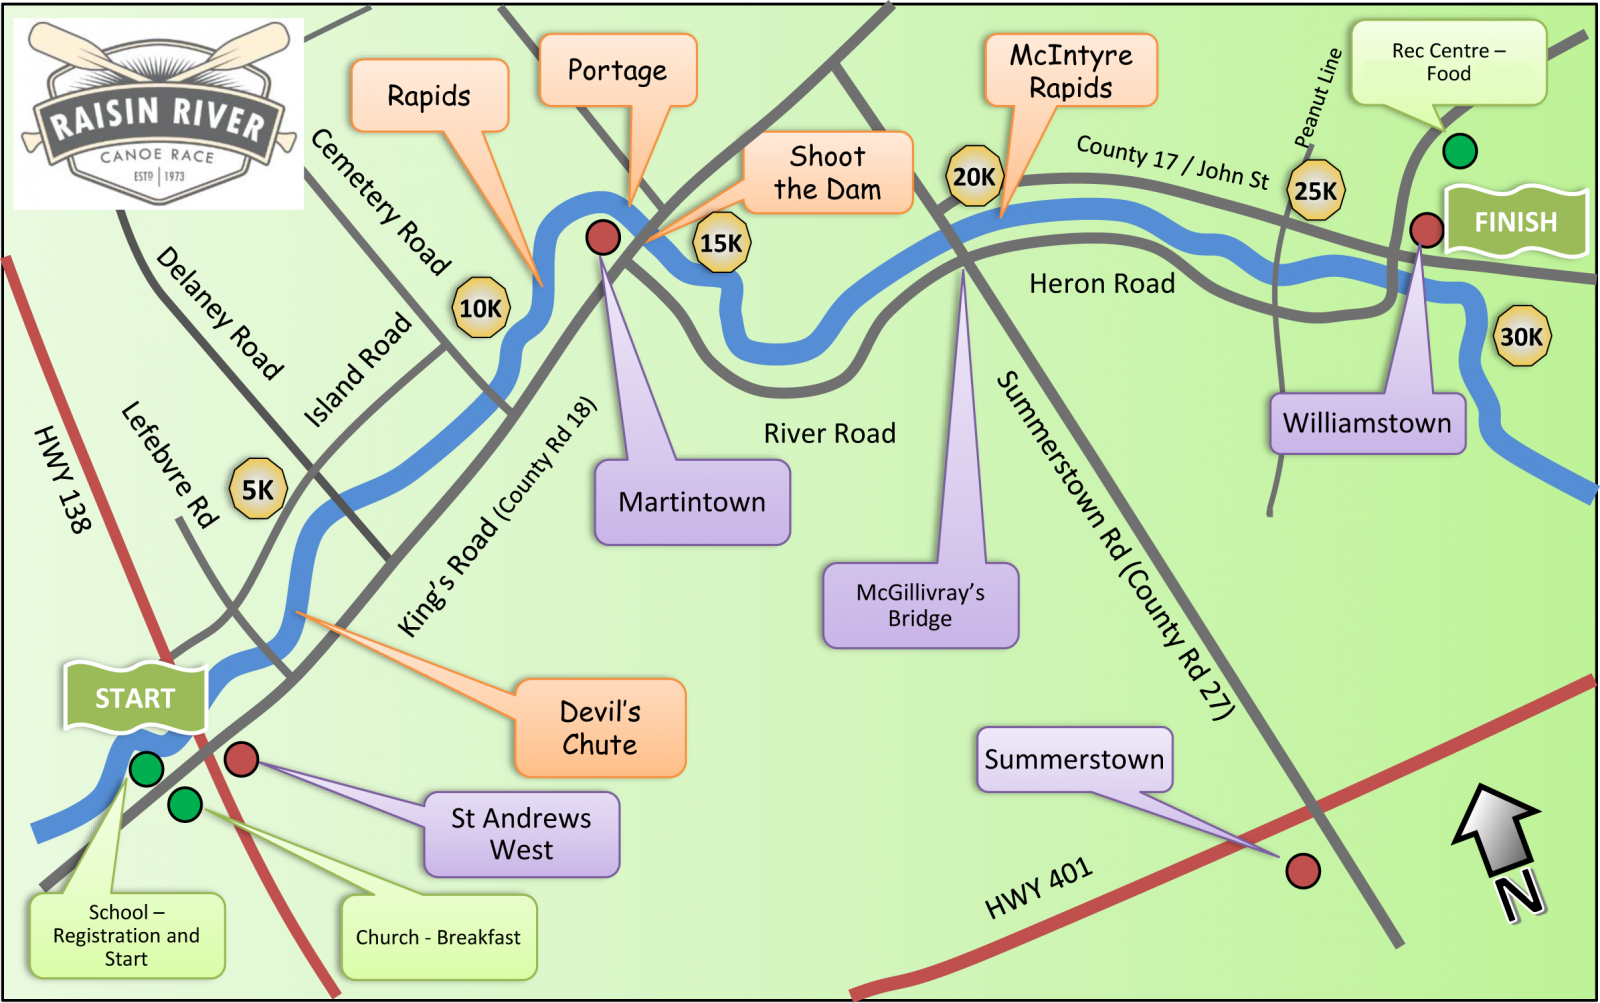 RAISIN RIVER
CANOE RACE
ESTD 1973
Rapids
Portage
Shoot
the Dam
McIntyre
Rapids
Peanut Line
Rec Centre –
Food
County 17 / John St
20K
25K
15K
10K
5K
30K
FINISH
Cemetery Road
Delaney Road
Island Road
Lefebvre Rd
HWY 138
Heron Road
River Road
King's Road (County Rd 18)
Summerstown Rd (County Rd 27)
Martintown
Williamstown
McGillivray's
Bridge
START
Devil's
Chute
St Andrews
West
Summerstown
School –
Registration and
Start
Church - Breakfast
HWY 401
N